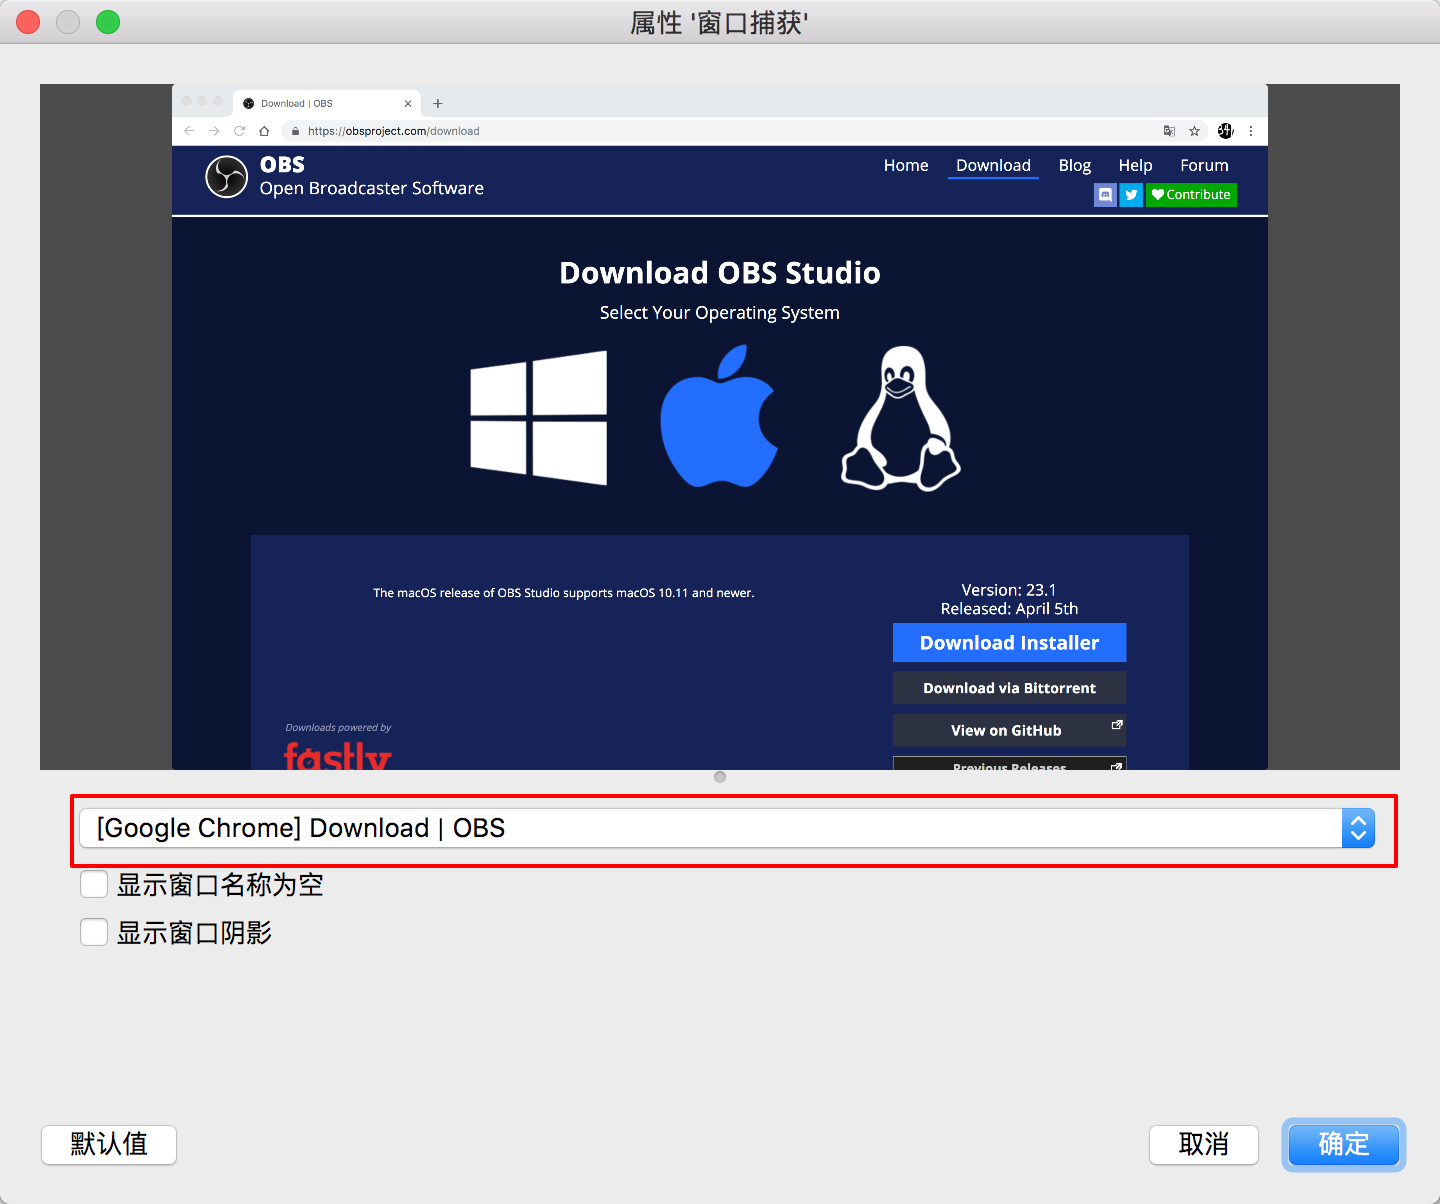 属性 '窗口捕获'
Download | OBS
https://obsproject.com/download
OBS
Open Broadcaster Software
Home Download Blog Help Forum
Contribute
Download OBS Studio
Select Your Operating System
The macOS release of OBS Studio supports macOS 10.11 and newer.
Version: 23.1
Released: April 5th
Download Installer
Download via Bittorrent
View on GitHub
Previous Releases
Downloads powered by
fastly
[Google Chrome] Download | OBS
显示窗口名称为空
显示窗口阴影
默认值
取消
确定